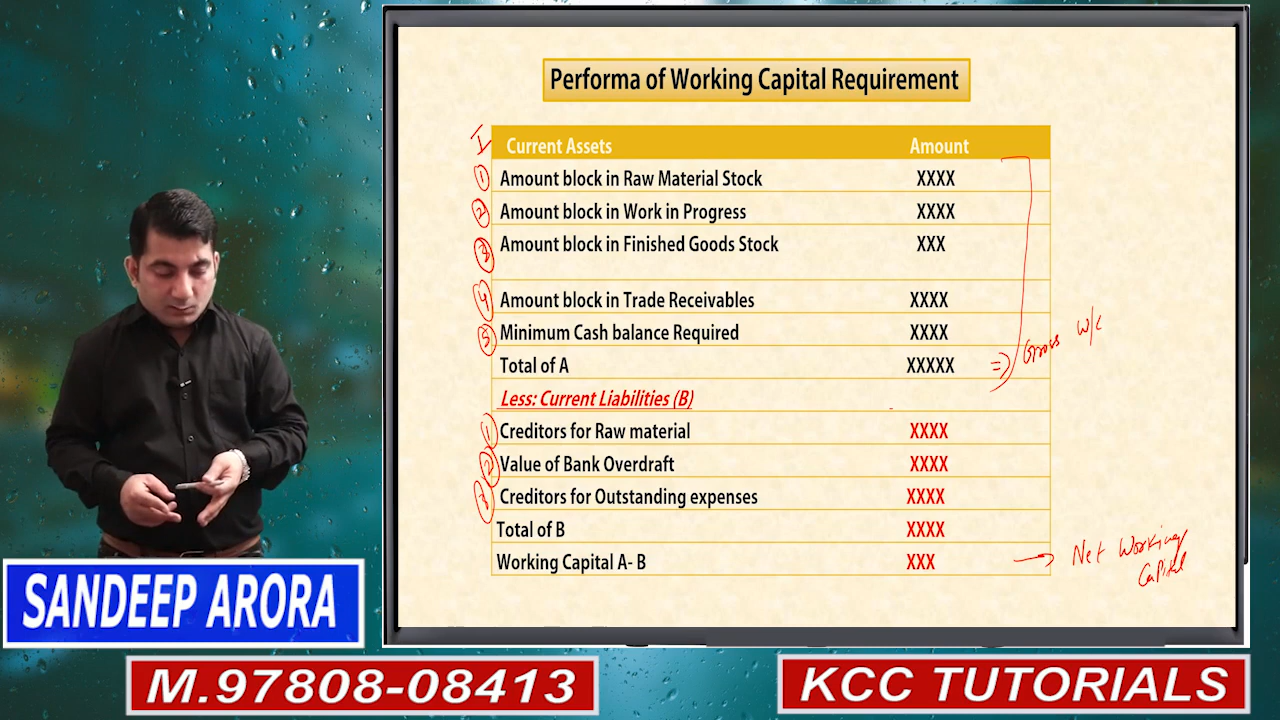 Performa of Working Capital Requirement
I Current Assets Amount
1 Amount block in Raw Material Stock XXXX
2 Amount block in Work in Progress XXXX
3 Amount block in Finished Goods Stock XXX
4 Amount block in Trade Receivables XXXX
5 Minimum Cash balance Required XXXX
Total of A XXXXX
=> Gross W/C
Less: Current Liabilities (B)
1 Creditors for Raw material XXXX
2 Value of Bank Overdraft XXXX
3 Creditors for Outstanding expenses XXXX
Total of B XXXX
Working Capital A- B XXX
→ Net Working
Capital
SANDEEP ARORA
M.97808-08413
KCC TUTORIALS